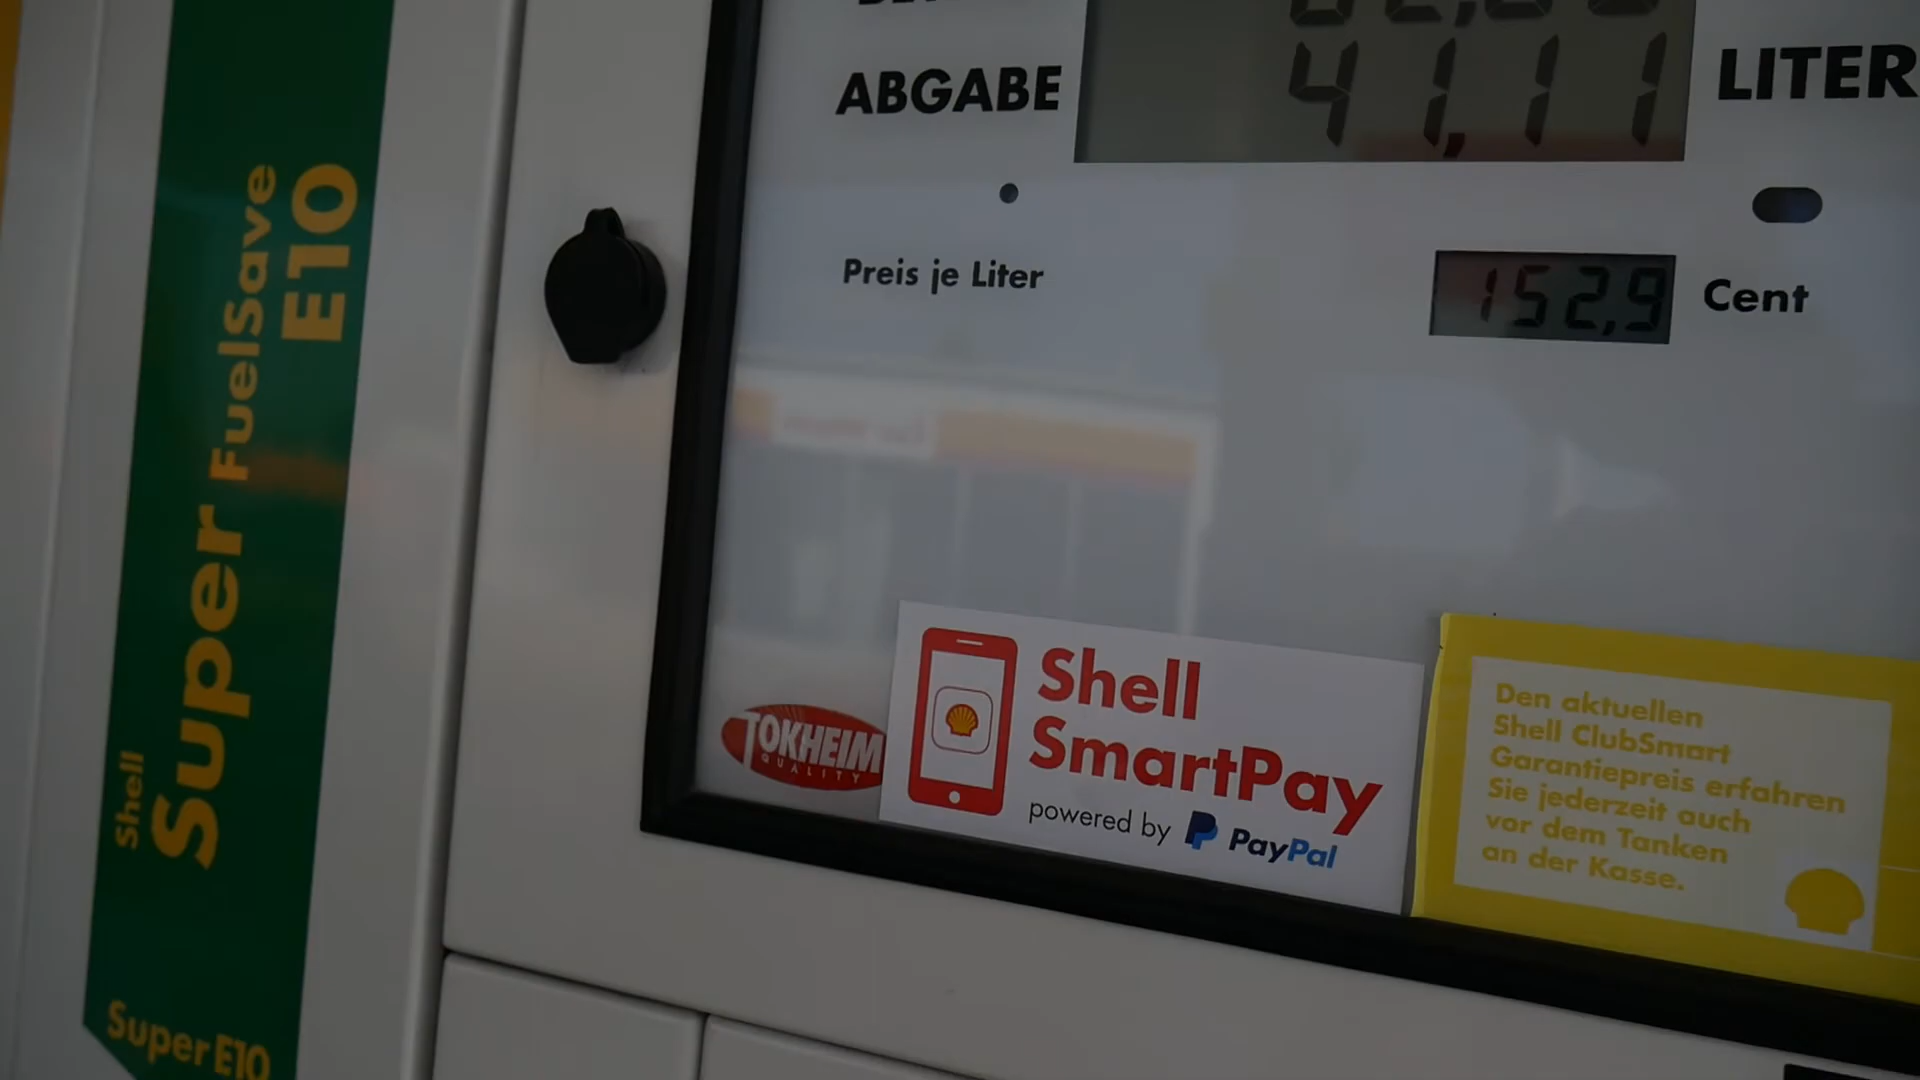 ABGABE 41,11 LITER
Preis je Liter 152,9 Cent
Shell
Super FuelSave
E10
Super E10
TOKHEIM
QUALITY
Shell
SmartPay
powered by PayPal
Den aktuellen
Shell ClubSmart
Garantiepreis erfahren
Sie jederzeit auch
vor dem Tanken
an der Kasse.